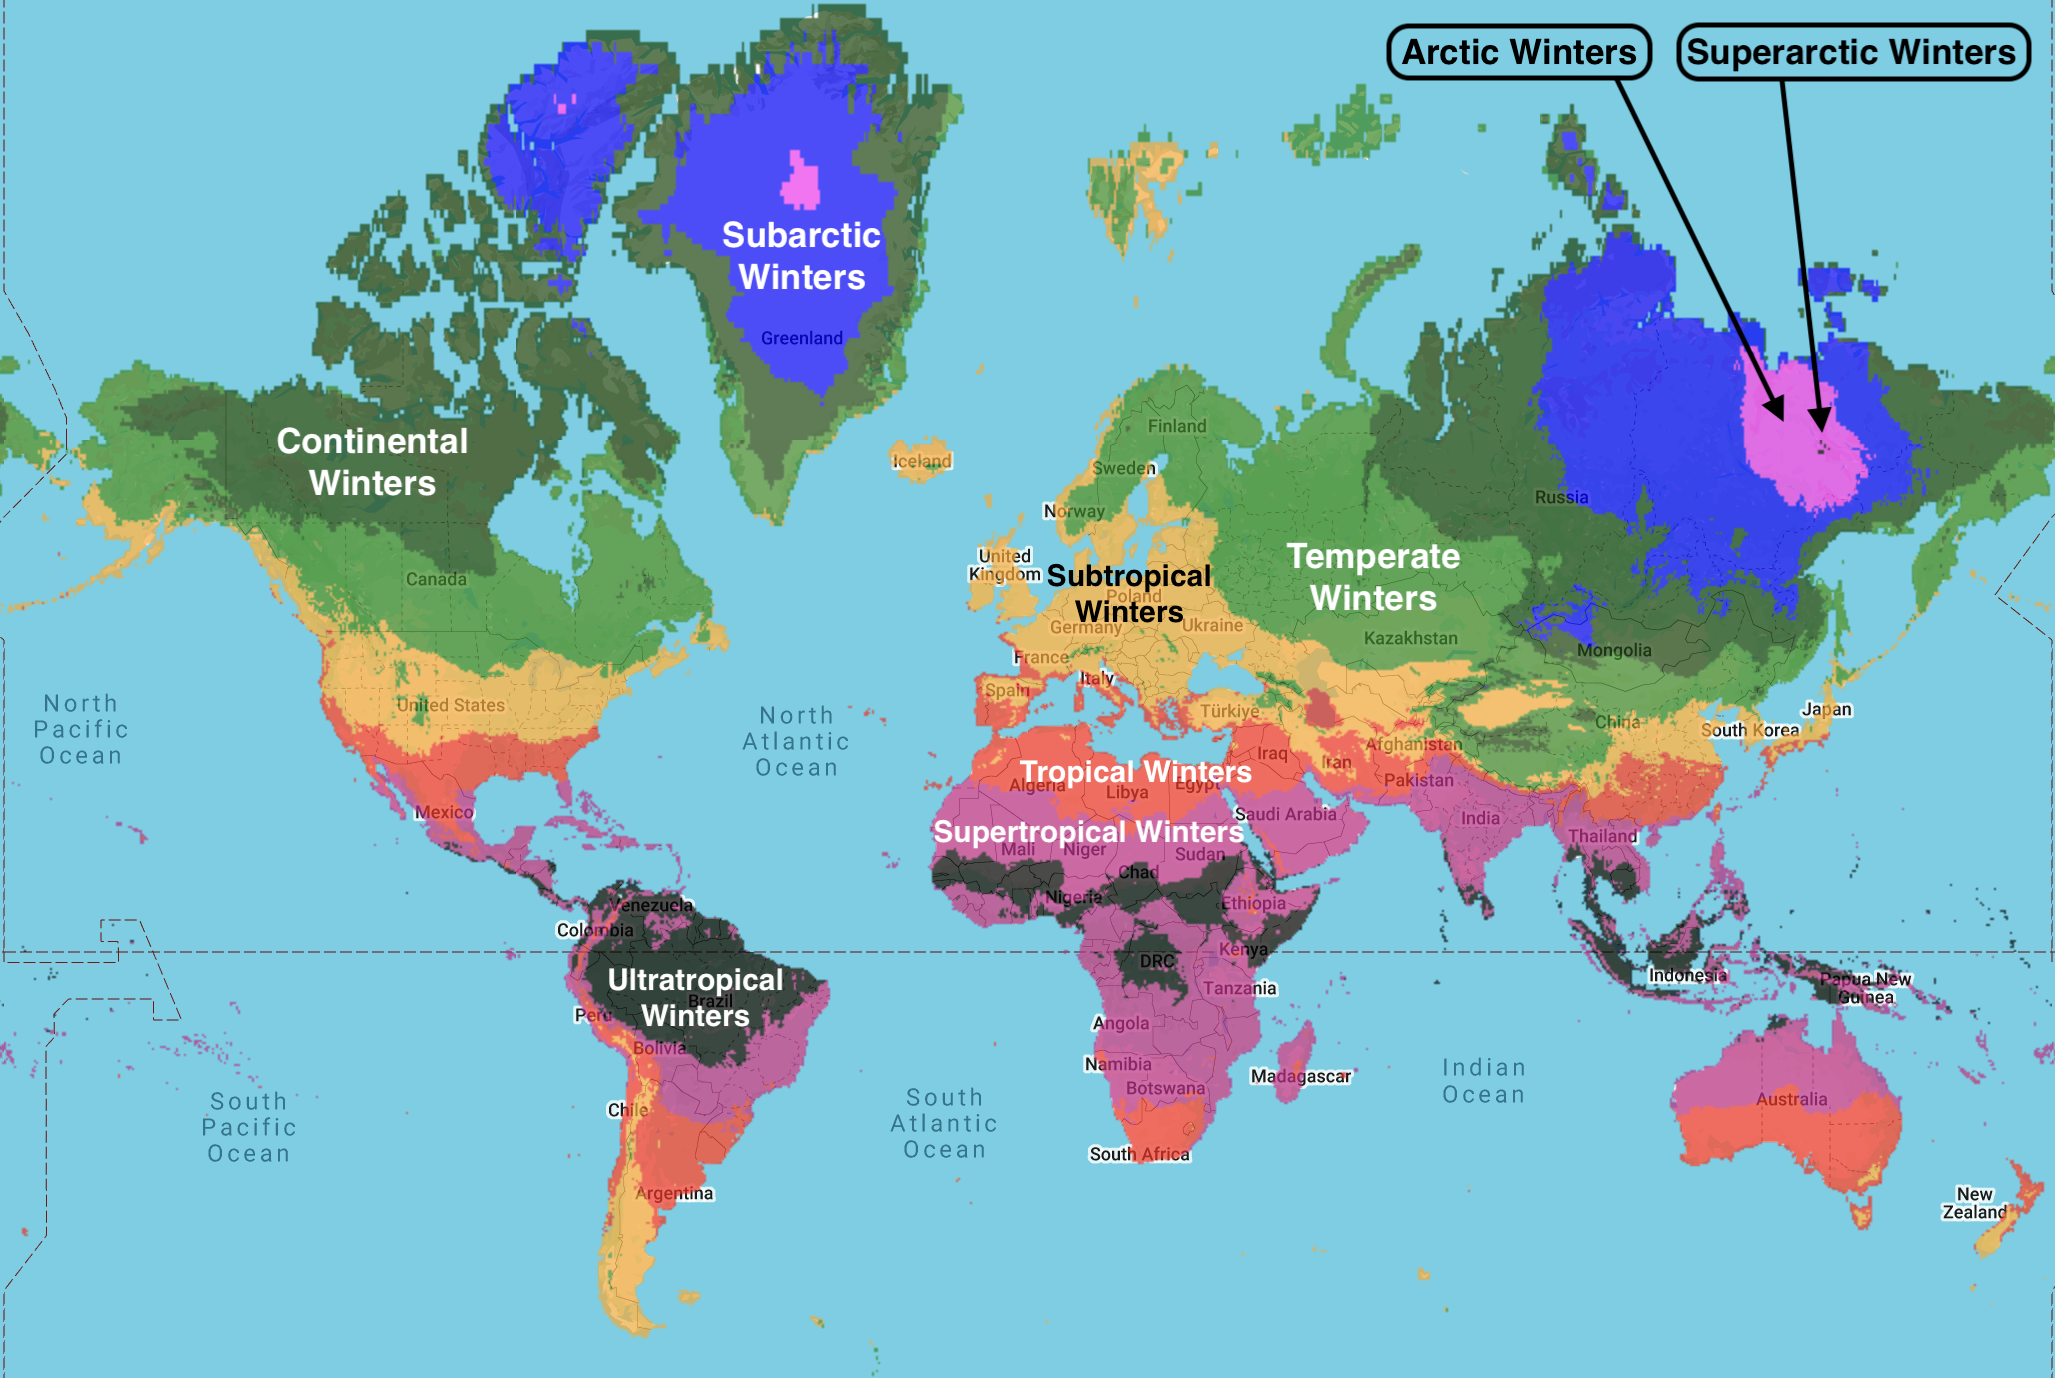 Arctic Winters
Superarctic Winters
Subarctic
Winters
Greenland
Continental
Winters
Finland
Iceland
Sweden
Russia
Norway
United
Kingdom
Temperate
Winters
Subtropical
Winters
Poland
Canada
Germany
Ukraine
Kazakhstan
Mongolia
France
Italy
Spain
United States
Türkiye
Japan
China
South Korea
North
Pacific
Ocean
North
Atlantic
Ocean
Afghanistan
Iraq
Iran
Tropical Winters
Algeria
Libya
Egypt
Pakistan
Mexico
Saudi Arabia
India
Supertropical Winters
Thailand
Mali
Niger
Sudan
Chad
Nigeria
Ethiopia
Venezuela
Colombia
Kenya
DRC
Indonesia
Papua New
Guinea
Ultratropical
Winters
Brazil
Tanzania
Peru
Angola
Bolivia
Namibia
Madagascar
Botswana
Indian
Ocean
Australia
Chile
South
Pacific
Ocean
South
Atlantic
Ocean
South Africa
Argentina
New
Zealand